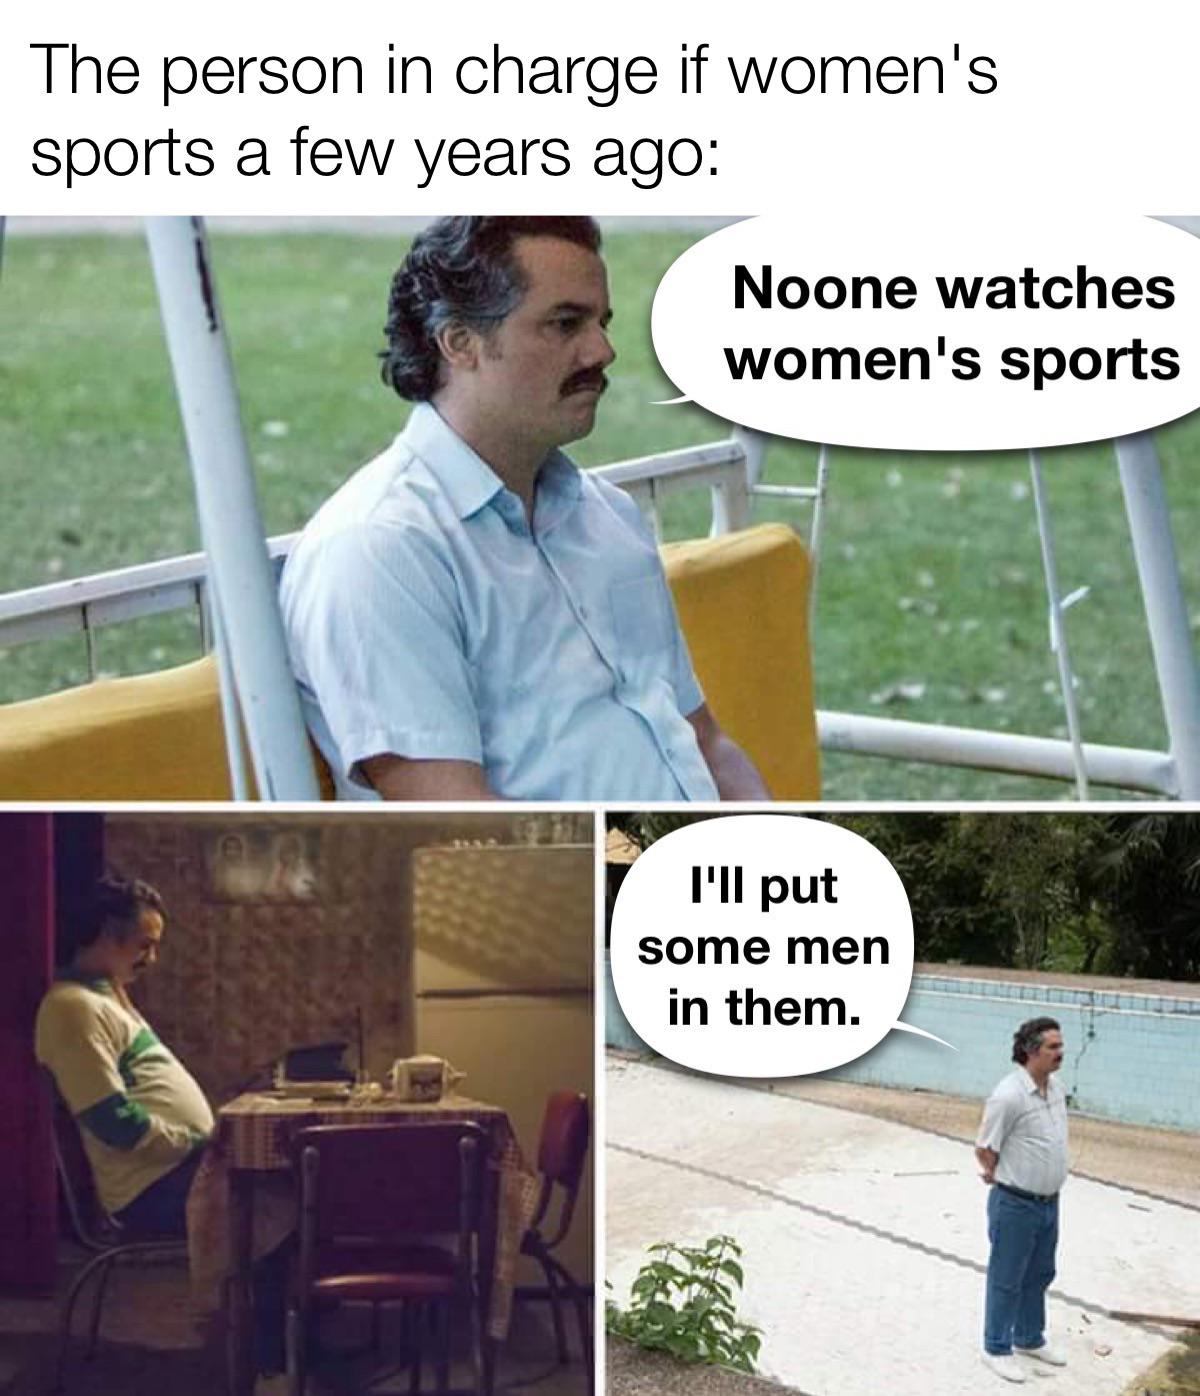 The person in charge if women's
sports a few years ago:
Noone watches
women's sports
I'll put
some men
in them.